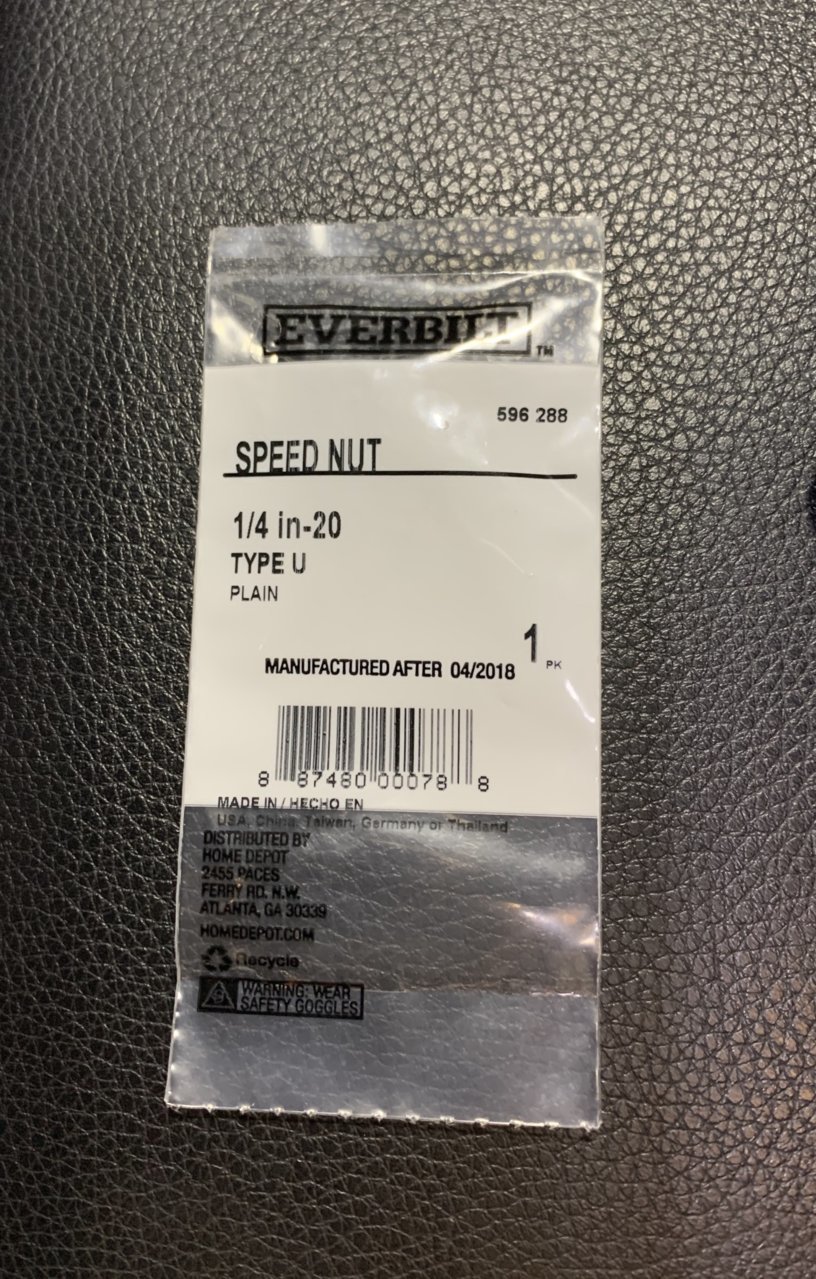 EVERBILT™
596 288
SPEED NUT
1/4 in-20
TYPE U
PLAIN
1 PK
MANUFACTURED AFTER 04/2018
8 87480 00078 8
MADE IN / HECHO EN
USA, China, Taiwan, Germany or Thailand
DISTRIBUTED BY
HOME DEPOT
2455 PACES
FERRY RD. N.W.
ATLANTA, GA 30339
HOMEDEPOT.COM
Recycle
WARNING: WEAR
SAFETY GOGGLES